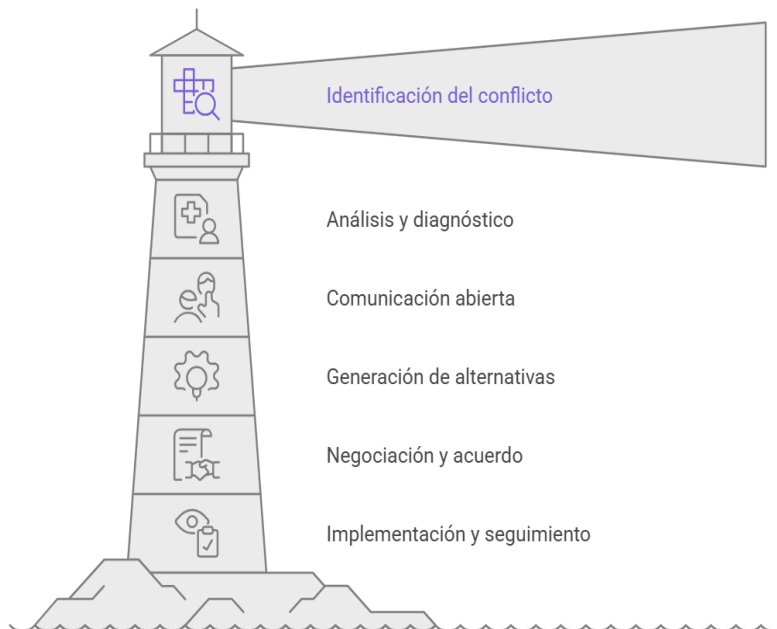 Identificación del conflicto
Análisis y diagnóstico
Comunicación abierta
Generación de alternativas
Negociación y acuerdo
Implementación y seguimiento